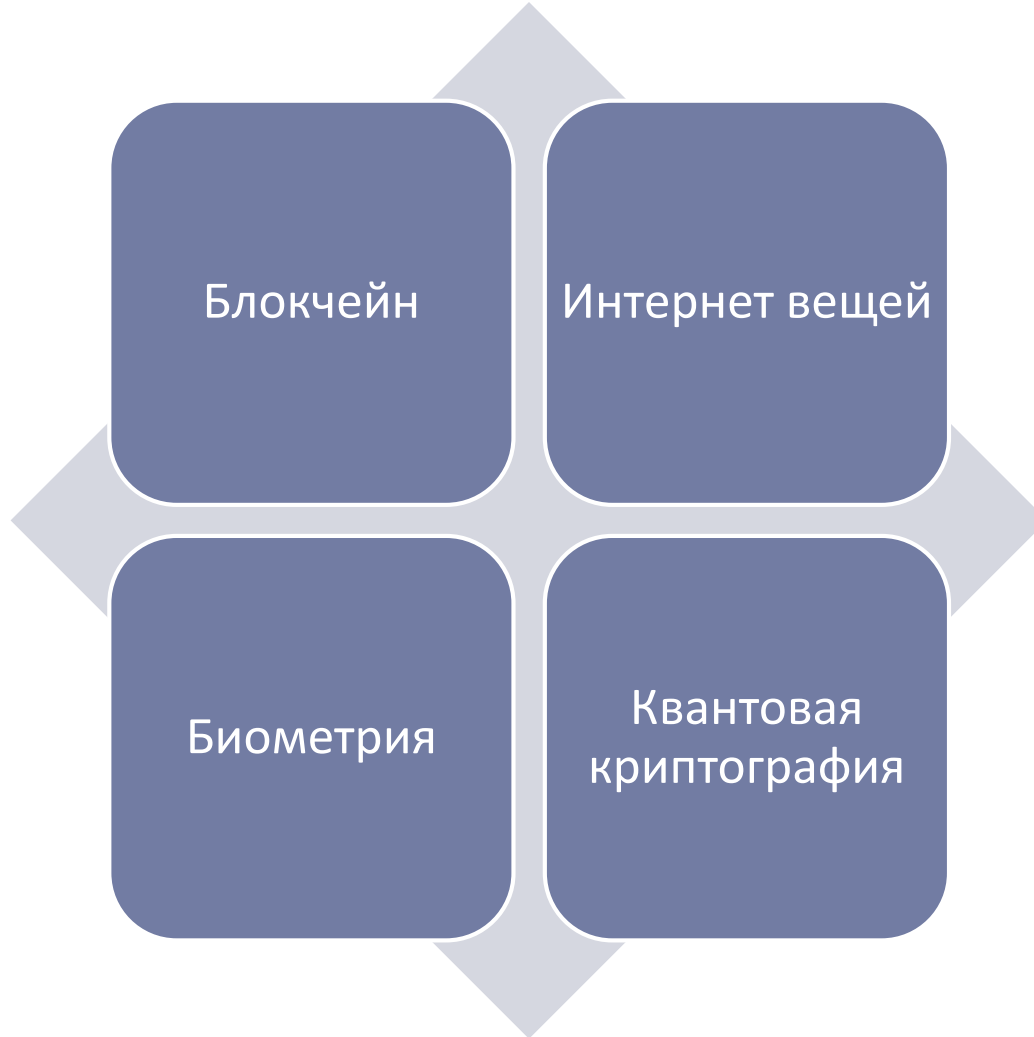 Блокчейн
Интернет вещей
Биометрия
Квантовая
криптография